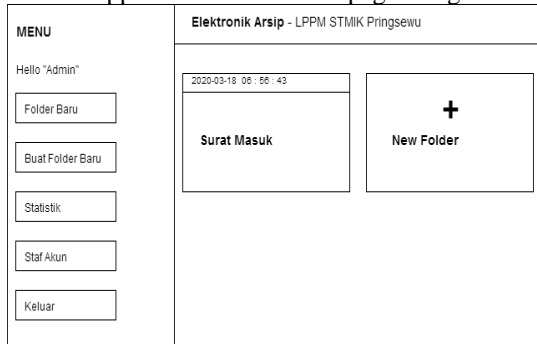 MENU
Hello "Admin"
Folder Baru
Buat Folder Baru
Statistik
Staf Akun
Keluar
Elektronik Arsip - LPPM STMIK Pringsewu
2020-03-18 06 : 56 : 43
Surat Masuk
+
New Folder